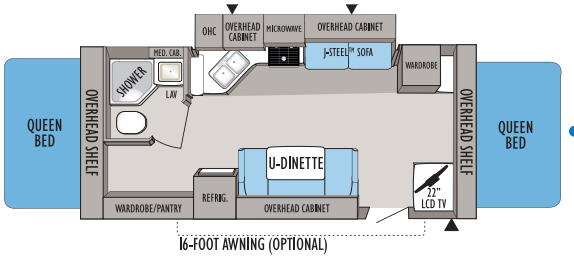 OHC
OVERHEAD
CABINET
MICROWAVE
OVERHEAD CABINET
J-STEEL™ SOFA
MED. CAB.
SHOWER
LAV
WARDROBE
OVERHEAD SHELF
QUEEN
BED
OVERHEAD SHELF
QUEEN
BED
U-DINETTE
REFRIG.
22"
LCD TV
WARDROBE/PANTRY
OVERHEAD CABINET
16-FOOT AWNING (OPTIONAL)